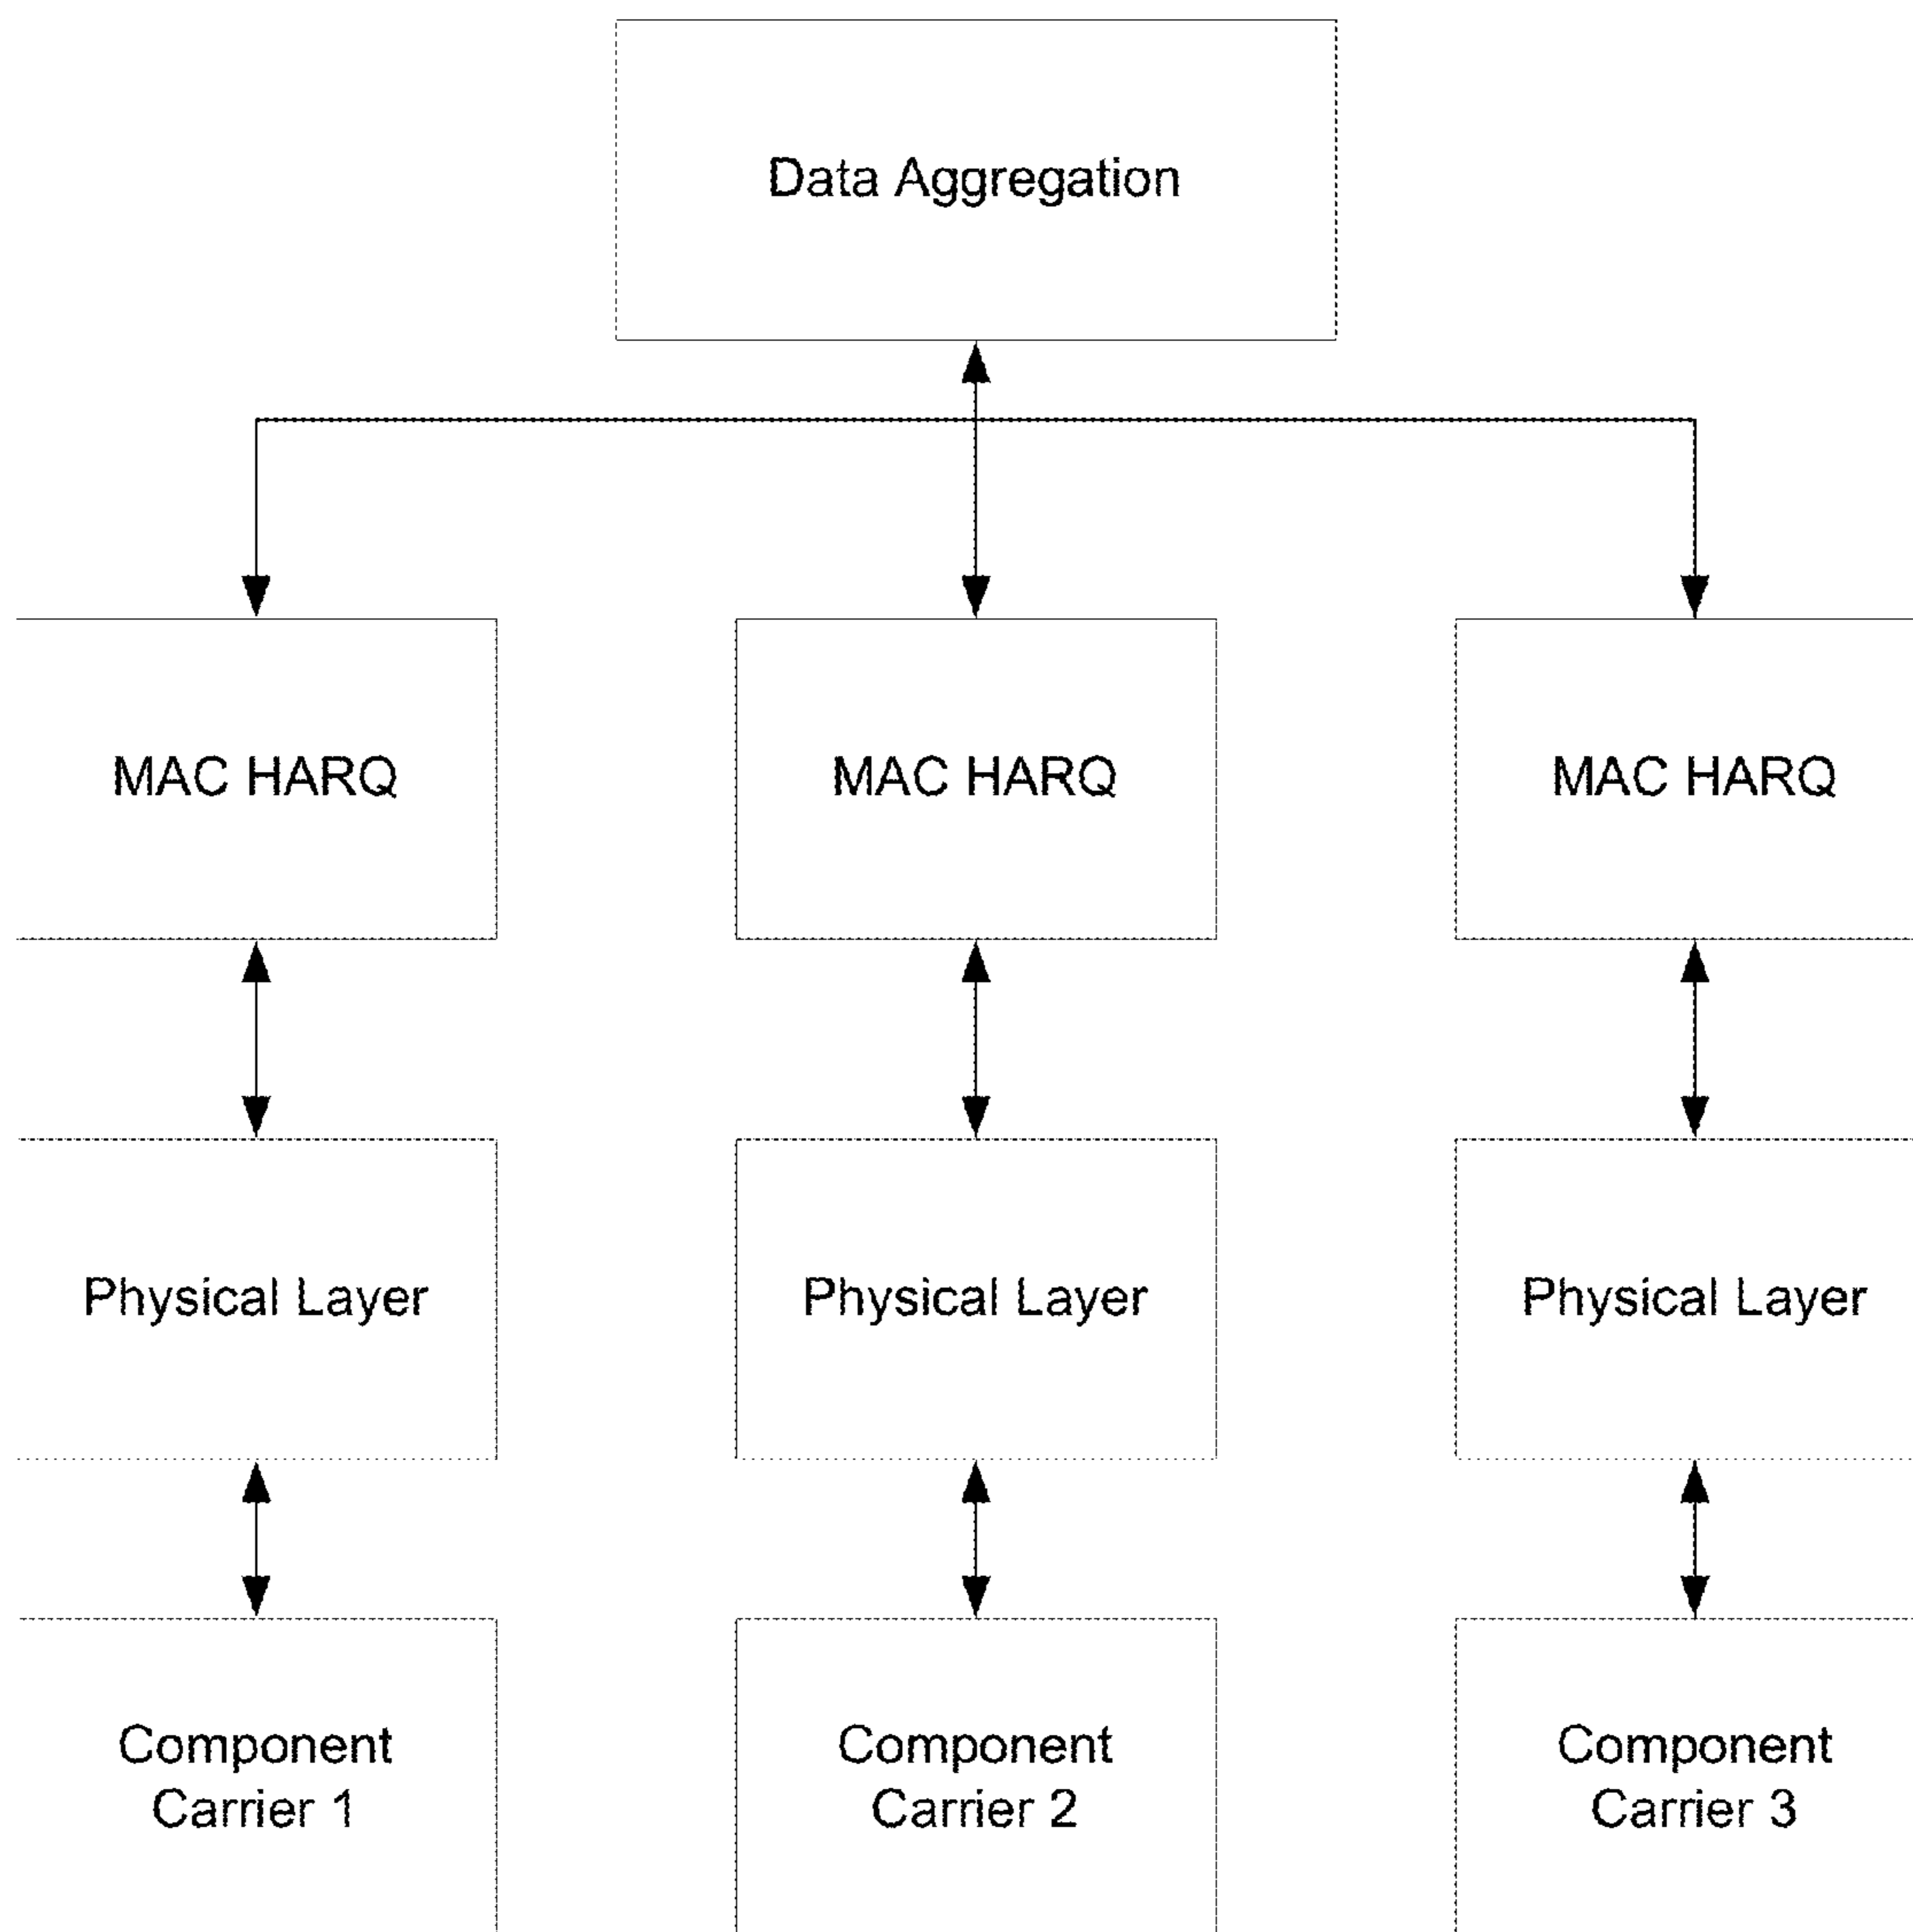 Data Aggregation
MAC HARQ
MAC HARQ
MAC HARQ
Physical Layer
Physical Layer
Physical Layer
Component
Carrier 1
Component
Carrier 2
Component
Carrier 3